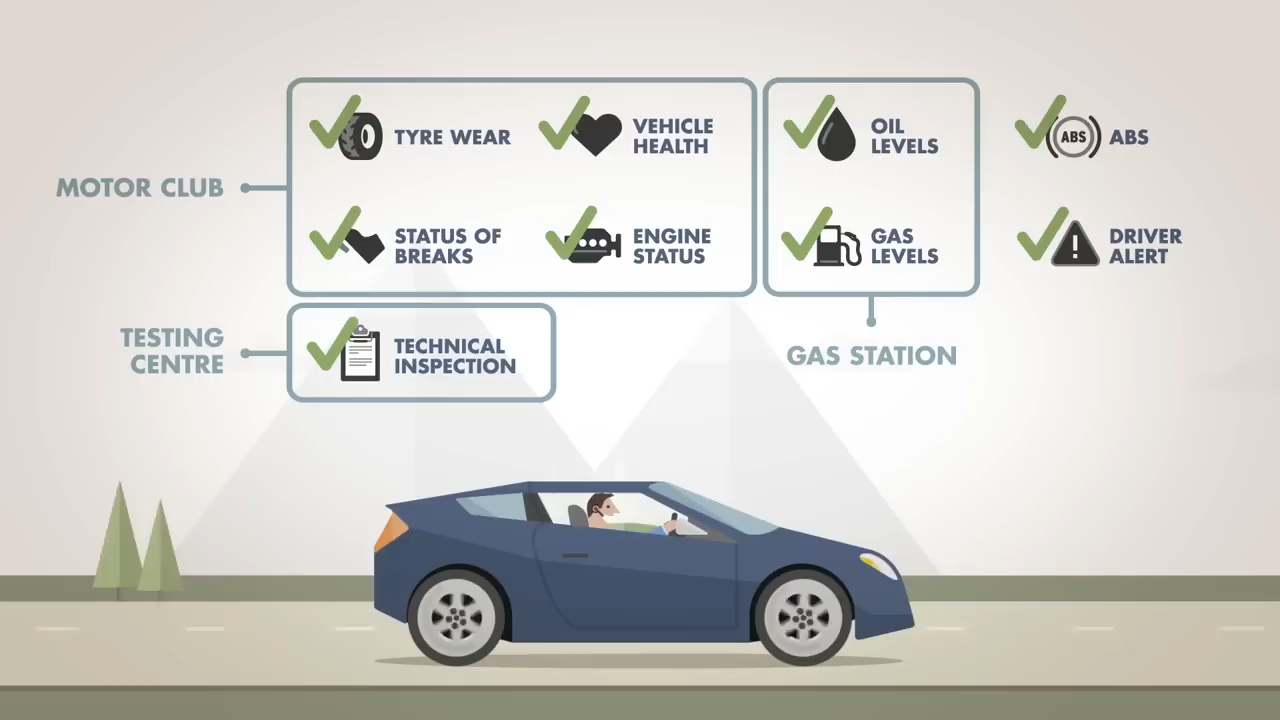 MOTOR CLUB
TYRE WEAR
VEHICLE
HEALTH
STATUS OF
BREAKS
ENGINE
STATUS
OIL
LEVELS
GAS
LEVELS
GAS STATION
ABS
ABS
DRIVER
ALERT
TESTING
CENTRE
TECHNICAL
INSPECTION